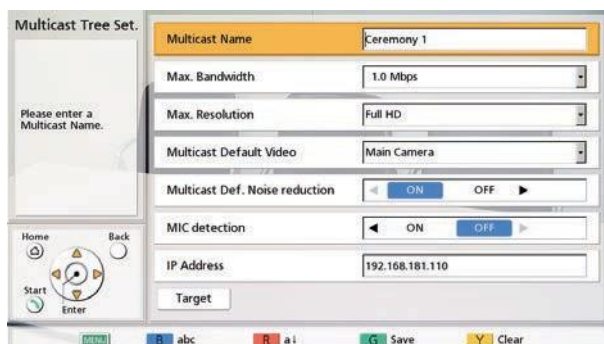 Multicast Tree Set.
Please enter a
Multicast Name.
Multicast Name Ceremony 1
Max. Bandwidth 1.0 Mbps
Max. Resolution Full HD
Multicast Default Video Main Camera
Multicast Def. Noise reduction ON OFF
MIC detection ON OFF
IP Address 192.168.181.110
Target
Home Back
Start
Enter
MENU B abc R a↓ G Save Y Clear